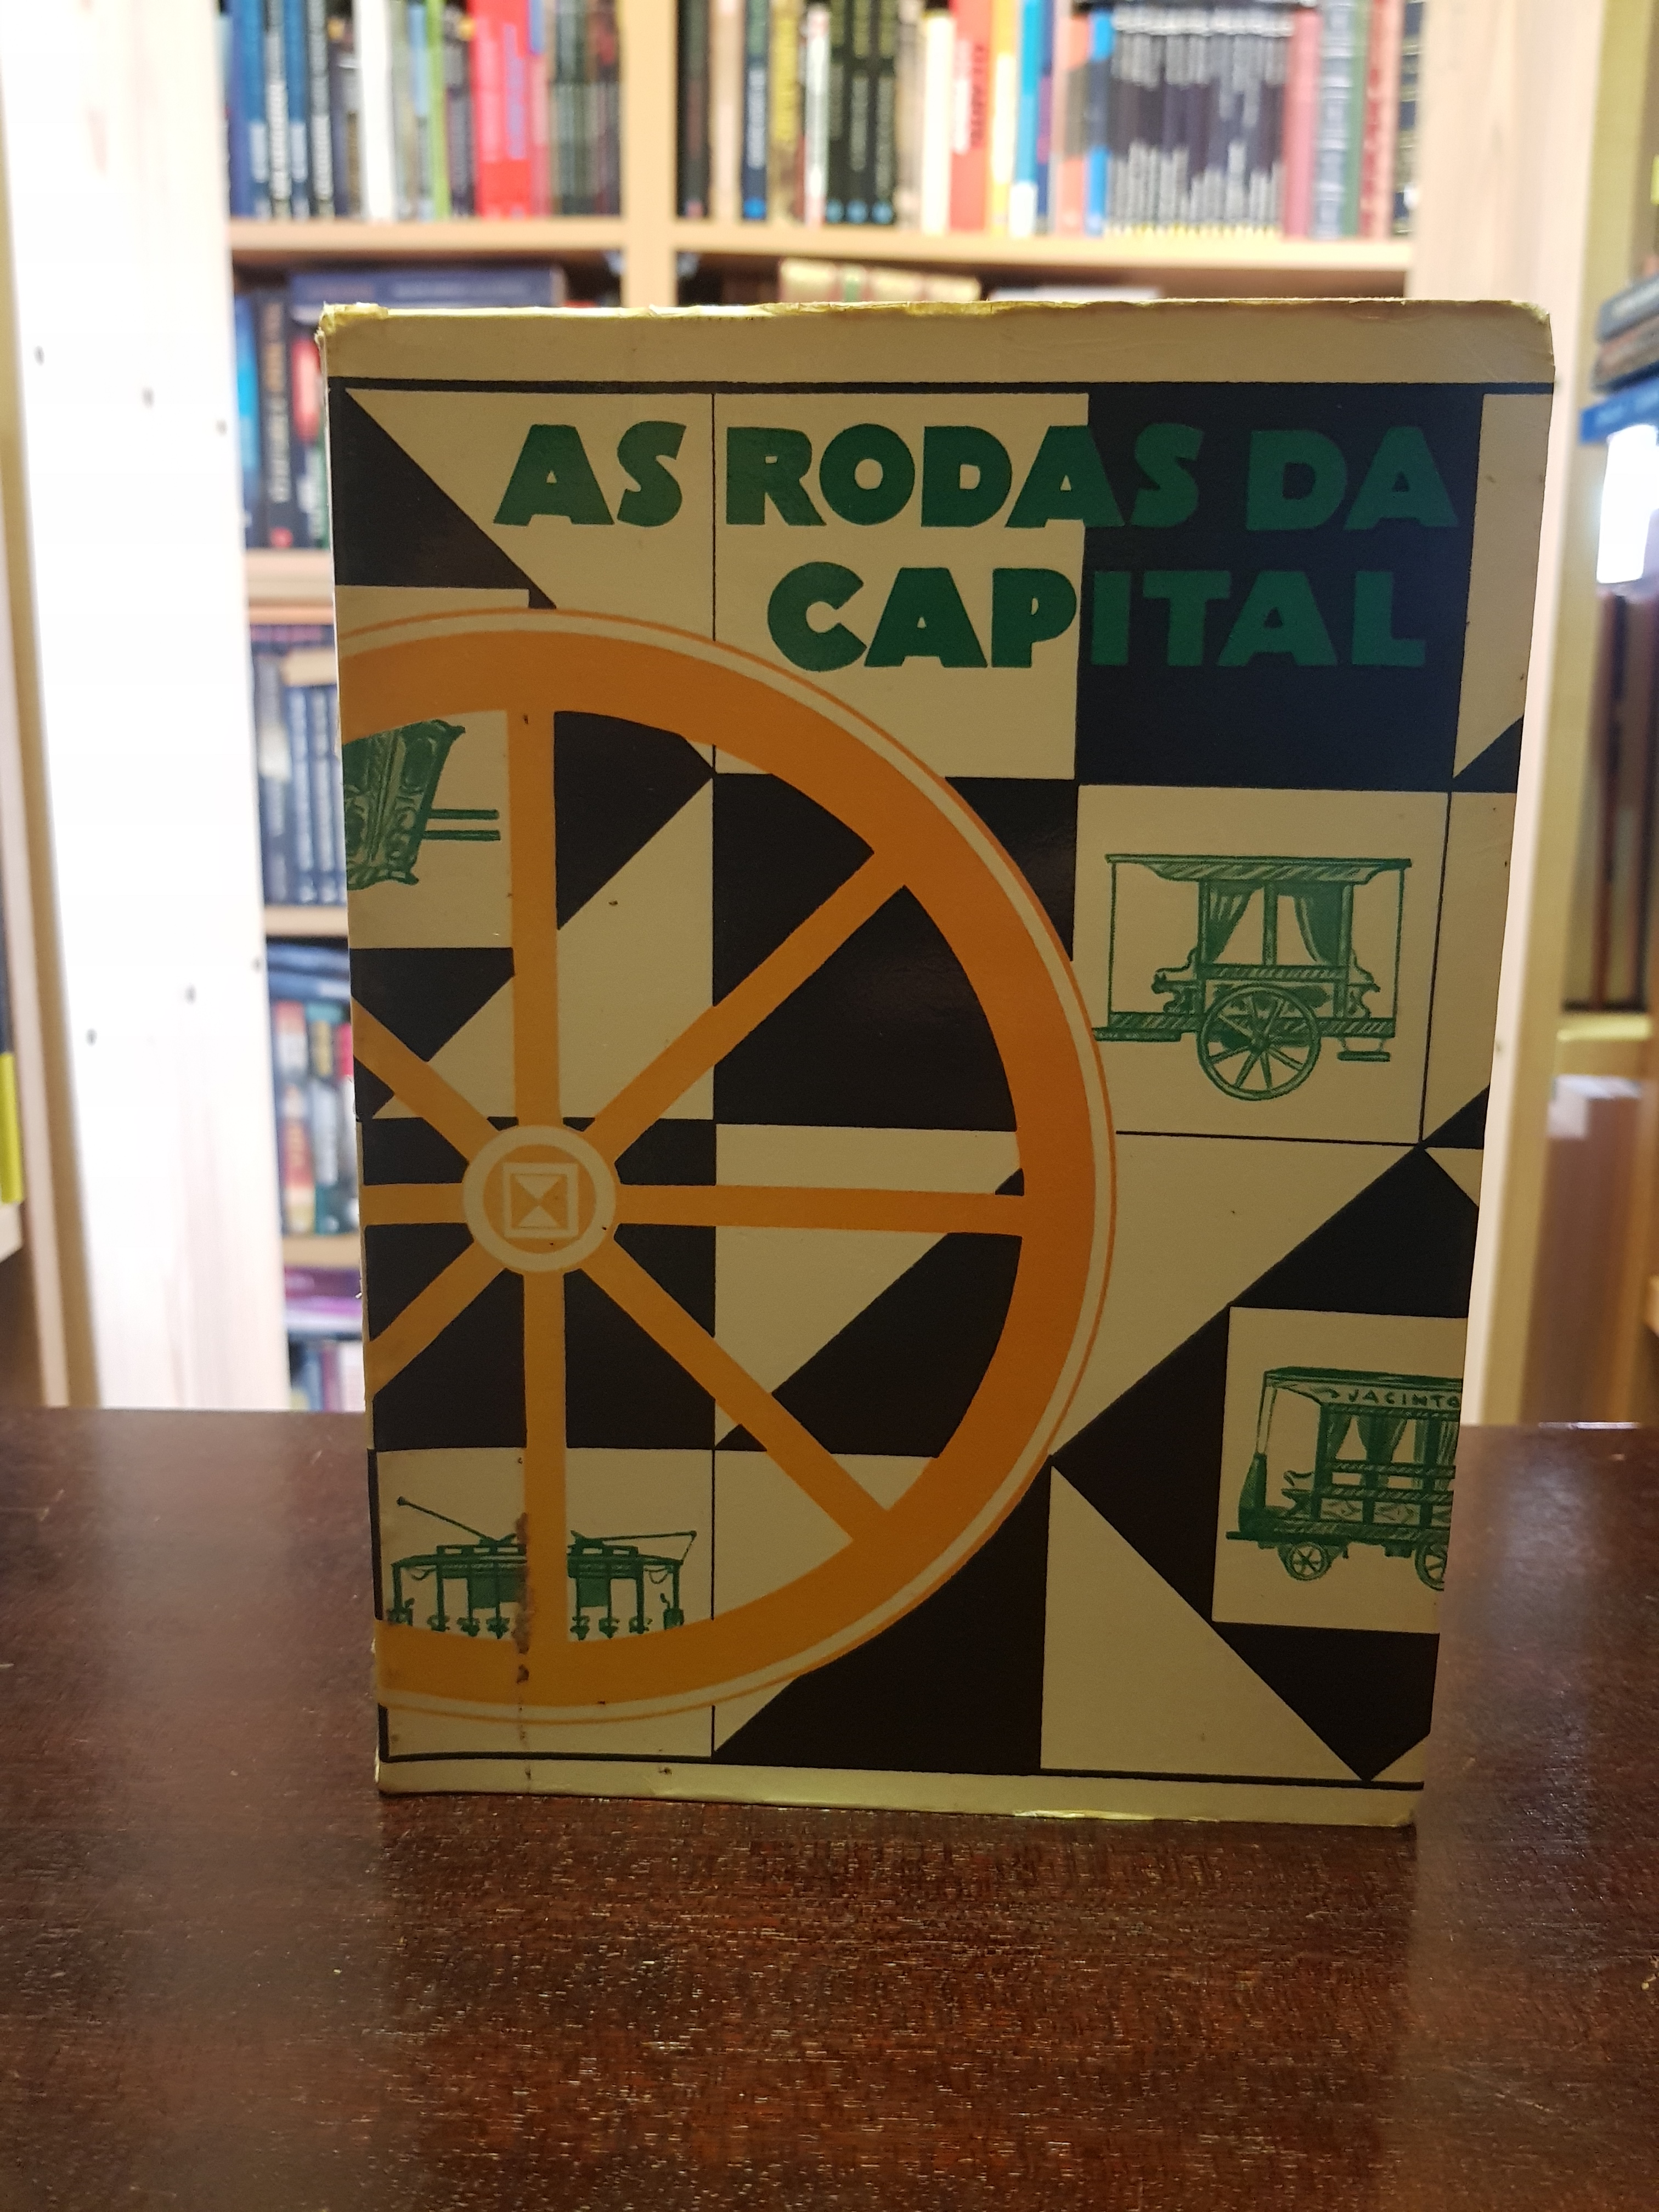 AS RODAS DA
CAPITAL
JACINTO